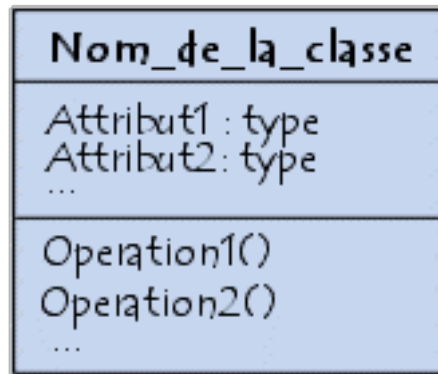 Nom_de_la_classe
Attribut1 : type
Attribut2 : type
...
Operation1()
Operation2()
...